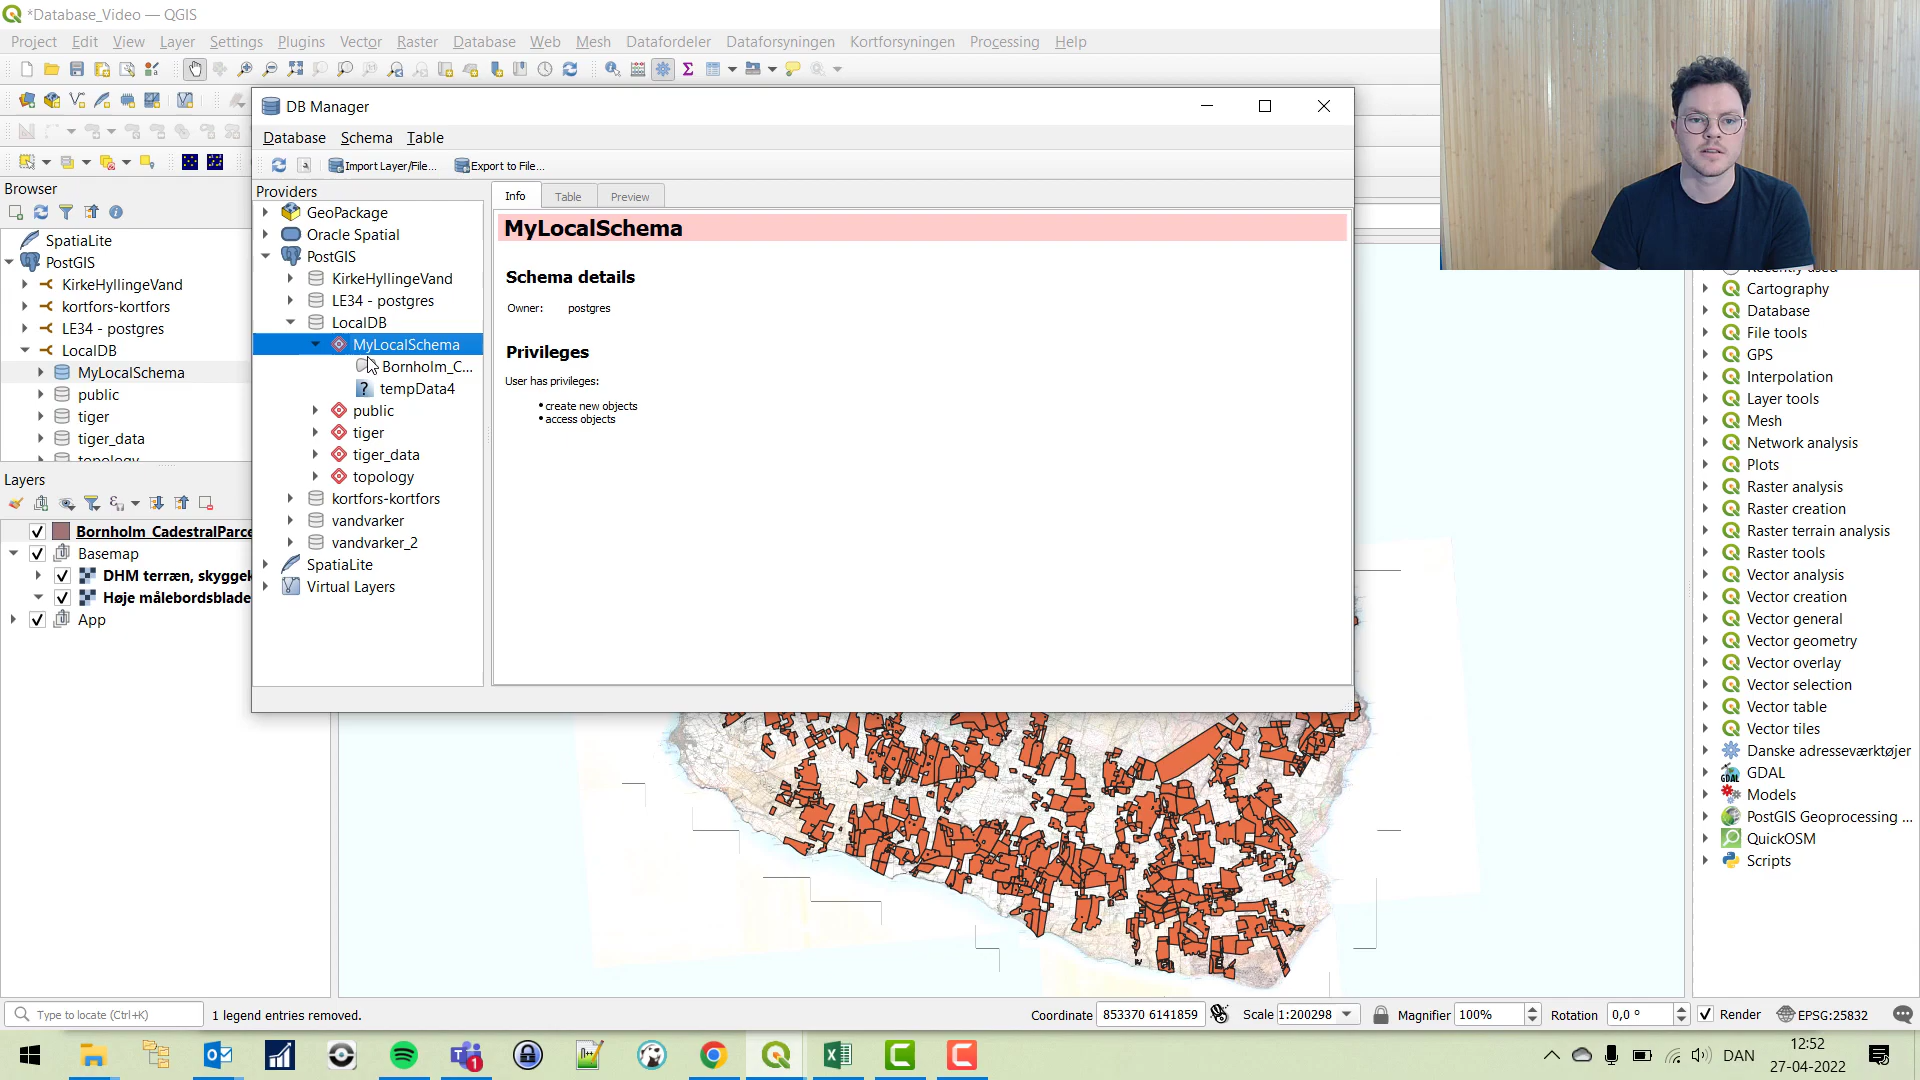 *Database_Video — QGIS
Project Edit View Layer Settings Plugins Vector Raster Database Web Mesh Datafordeler Dataforsyningen Kortforsyningen Processing Help
DB Manager
Database Schema Table
Import Layer/File... Export to File...
Providers
Info Table Preview
GeoPackage
Oracle Spatial
PostGIS
KirkeHyllingeVand
LE34 - postgres
LocalDB
MyLocalSchema
Bornholm_C...
tempData4
public
tiger
tiger_data
topology
kortfors-kortfors
vandvarker
vandvarker_2
SpatiaLite
Virtual Layers
MyLocalSchema
Schema details
Owner: postgres
Privileges
User has privileges:
• create new objects
• access objects
Browser
SpatiaLite
PostGIS
KirkeHyllingeVand
kortfors-kortfors
LE34 - postgres
LocalDB
MyLocalSchema
public
tiger
tiger_data
topology
Layers
Bornholm_CadastralParce
Basemap
DHM terræn, skyggek
Høje målebordsblade
App
Recently used
Cartography
Database
File tools
GPS
Interpolation
Layer tools
Mesh
Network analysis
Plots
Raster analysis
Raster creation
Raster terrain analysis
Raster tools
Vector analysis
Vector creation
Vector general
Vector geometry
Vector overlay
Vector selection
Vector table
Vector tiles
Danske adresseværktøjer
GDAL
Models
PostGIS Geoprocessing ...
QuickOSM
Scripts
Type to locate (Ctrl+K) 1 legend entries removed. Coordinate 853370 6141859 Scale 1:200298 Magnifier 100% Rotation 0,0 ° Render EPSG:25832
DAN
12:52
27-04-2022